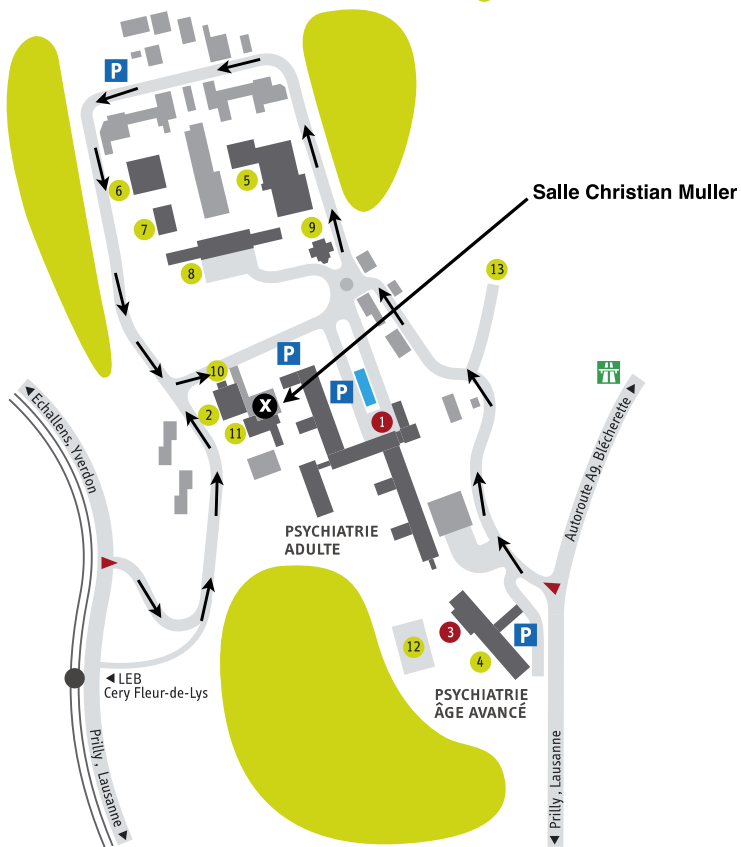 P
6
5
Salle Christian Muller
7
9
8
13
P
10
P
X
2
11
1
Echallens, Yverdon
Autoroute A9, Blécherette
PSYCHIATRIE
ADULTE
3
P
12
4
LEB
Cery Fleur-de-Lys
PSYCHIATRIE
ÂGE AVANCÉ
Prilly , Lausanne
Prilly , Lausanne